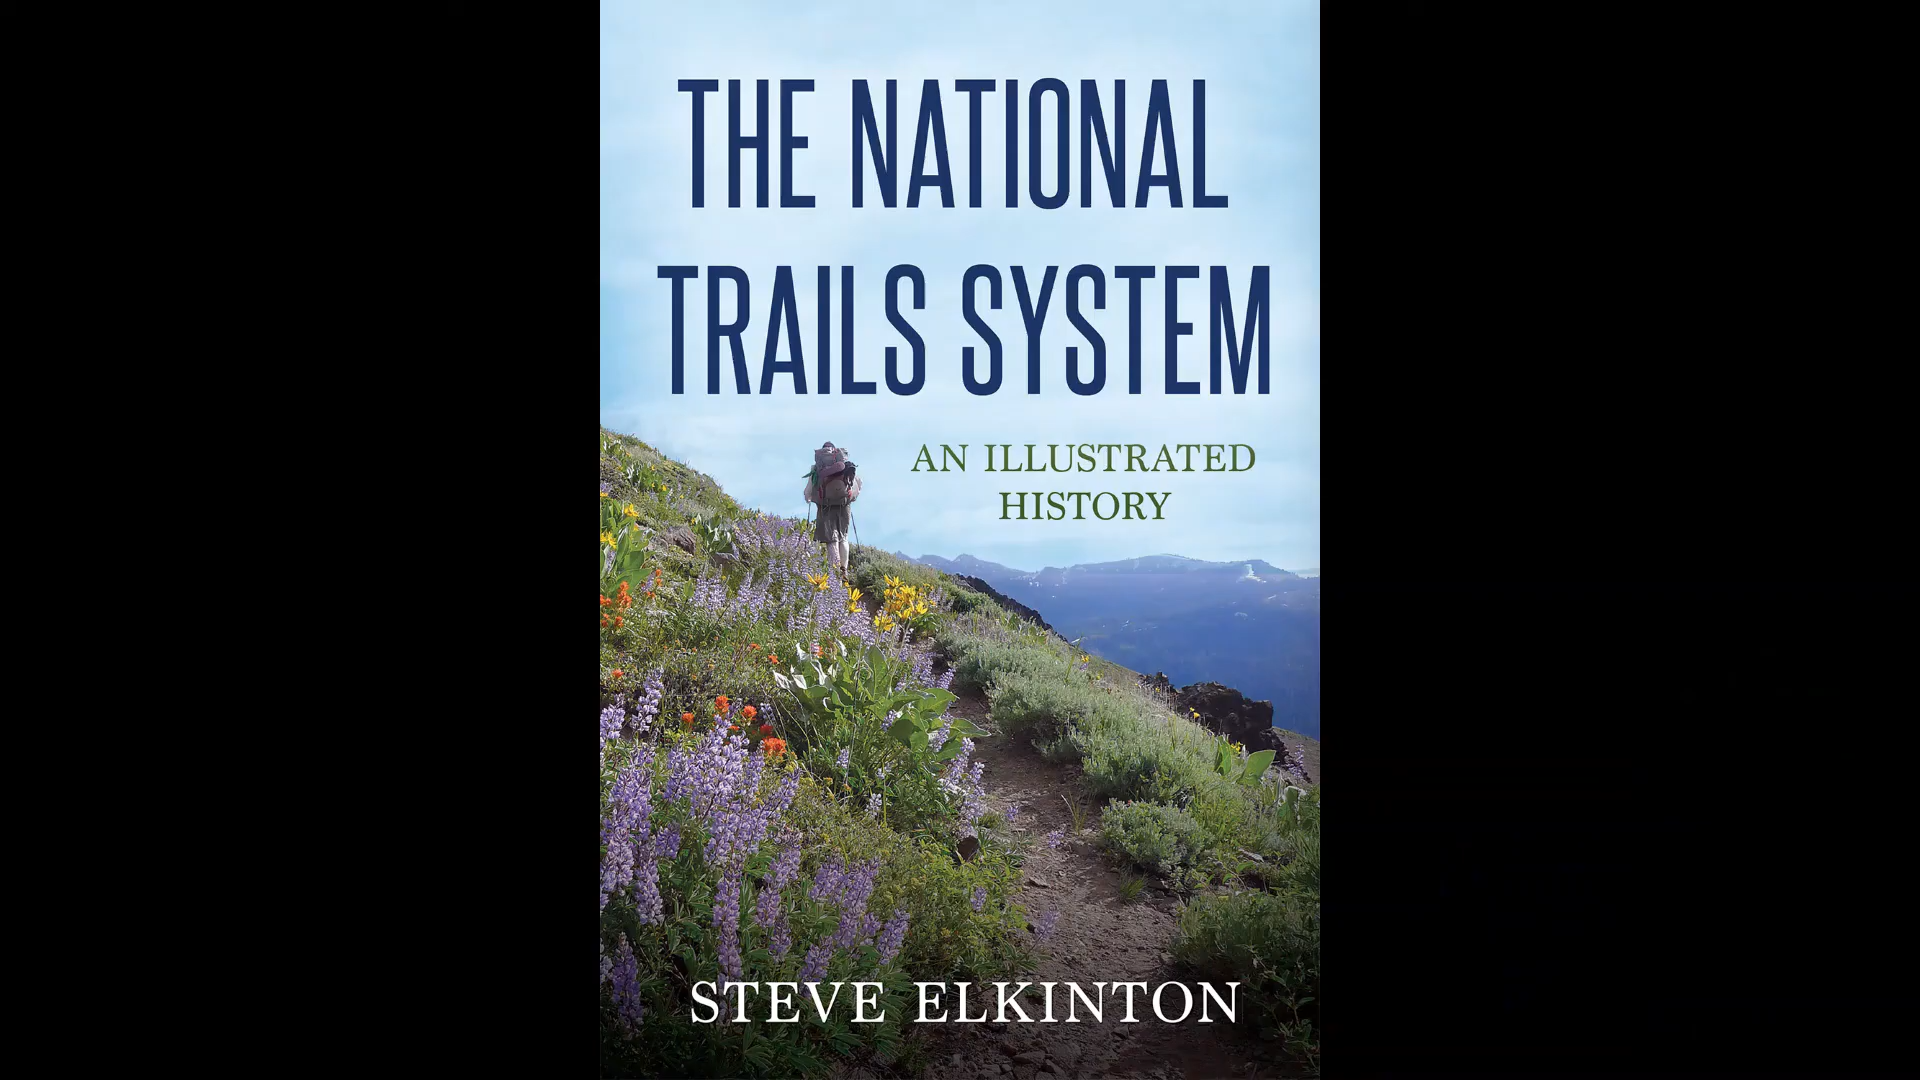 THE NATIONAL
TRAILS SYSTEM
AN ILLUSTRATED
HISTORY
STEVE ELKINTON